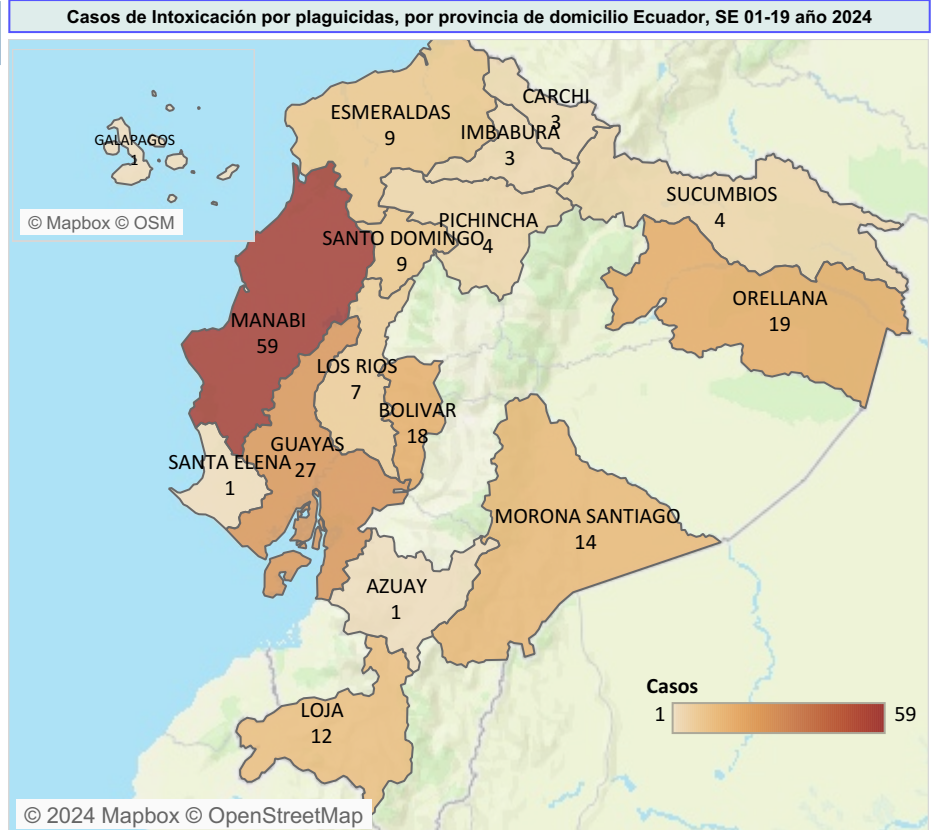 Casos de Intoxicación por plaguicidas, por provincia de domicilio Ecuador, SE 01-19 año 2024
CARCHI
3
ESMERALDAS
9
IMBABURA
3
GALAPAGOS
1
SUCUMBIOS
4
© Mapbox © OSM
PICHINCHA
4
SANTO DOMINGO
9
ORELLANA
19
MANABI
59
LOS RIOS
7
BOLIVAR
18
GUAYAS
27
SANTA ELENA
1
MORONA SANTIAGO
14
AZUAY
1
Casos
1
59
LOJA
12
© 2024 Mapbox © OpenStreetMap